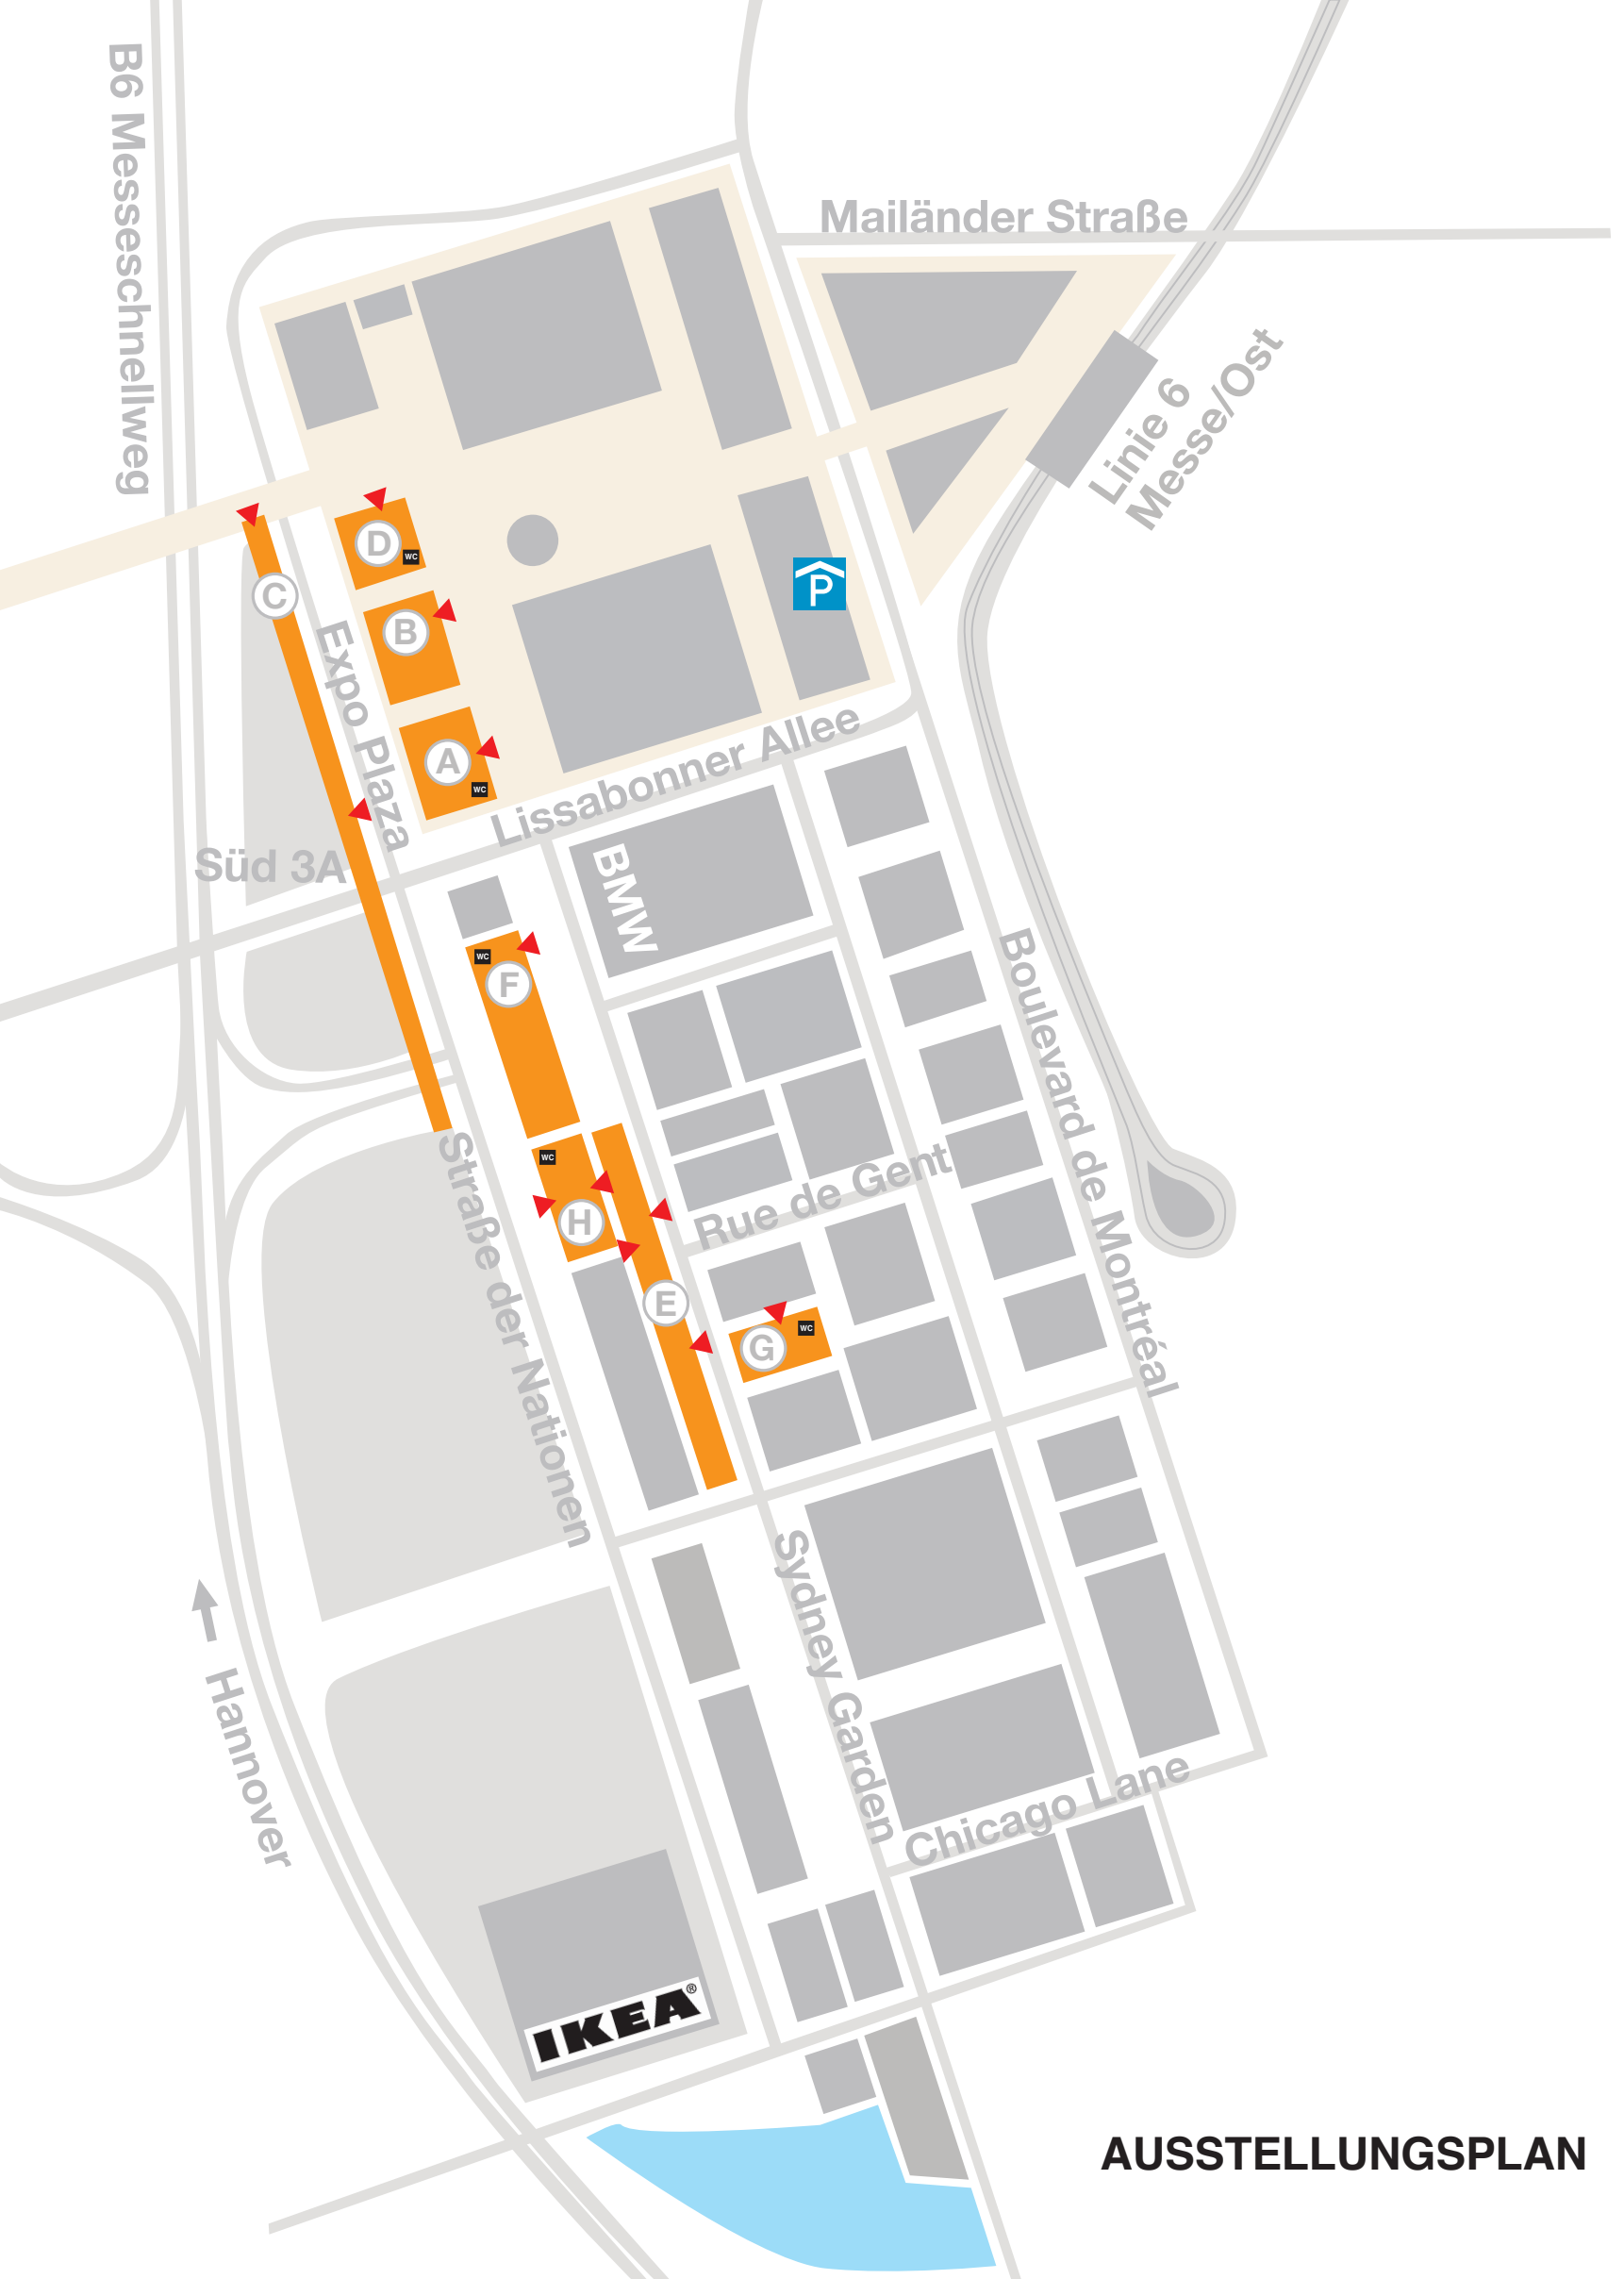 B6 Messeschnellweg
Mailänder Straße
Linie 6
Messe/Ost
D
WC
C
B
P
Expo Plaza
A
WC
Lissabonner Allee
Süd 3A
BMW
WC
F
Boulevard de Montréal
WC
H
Straße der Nationen
Rue de Gent
E
G
WC
Sydney Garden
Hannover
Chicago Lane
IKEA®
AUSSTELLUNGSPLAN